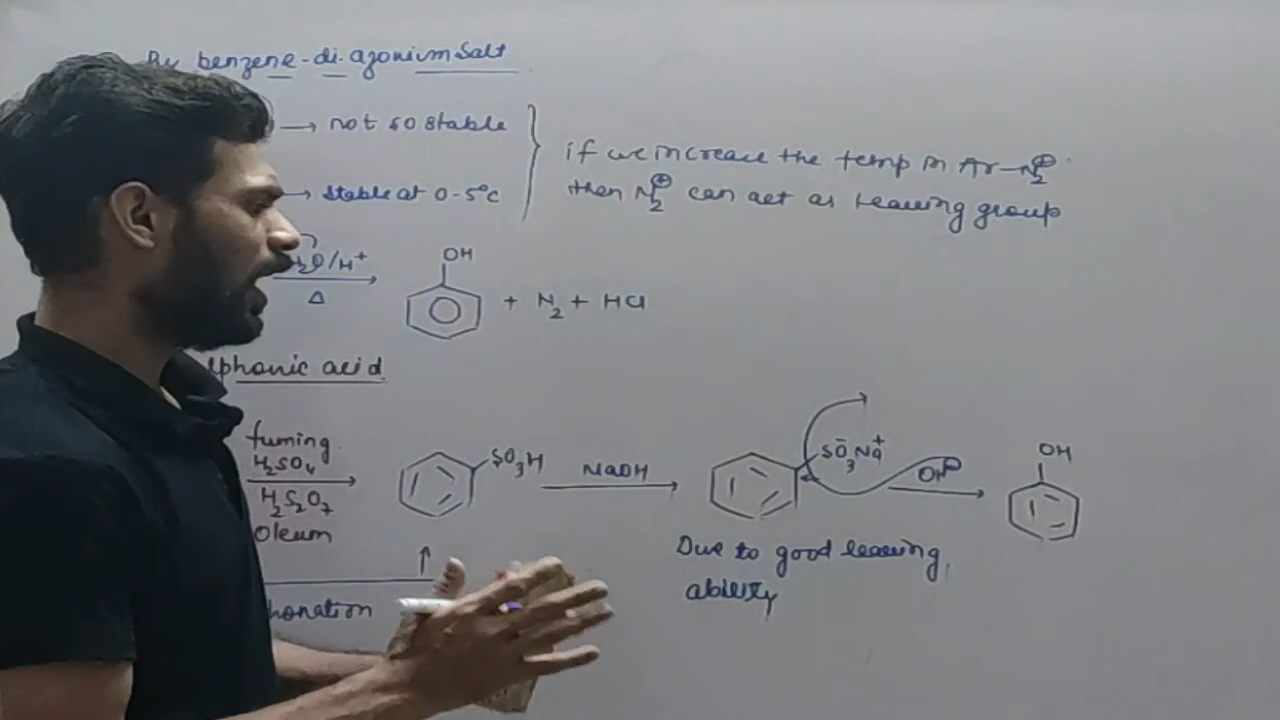 By benzene-di-azonium Salt
→ not so stable
→ stable at 0-5°C
if we increase the temp in Ar-N₂⊕
then N₂⊕ can act as leaving group
H₂O/H⁺
Δ
OH
+ N₂ + HCl
lphonic acid
fuming
H₂SO₄
H₂S₂O₇
Oleum
SO₃H
NaOH
SO₃⁻Na⁺
OH⊖
OH
Due to good leaving
ability
honation